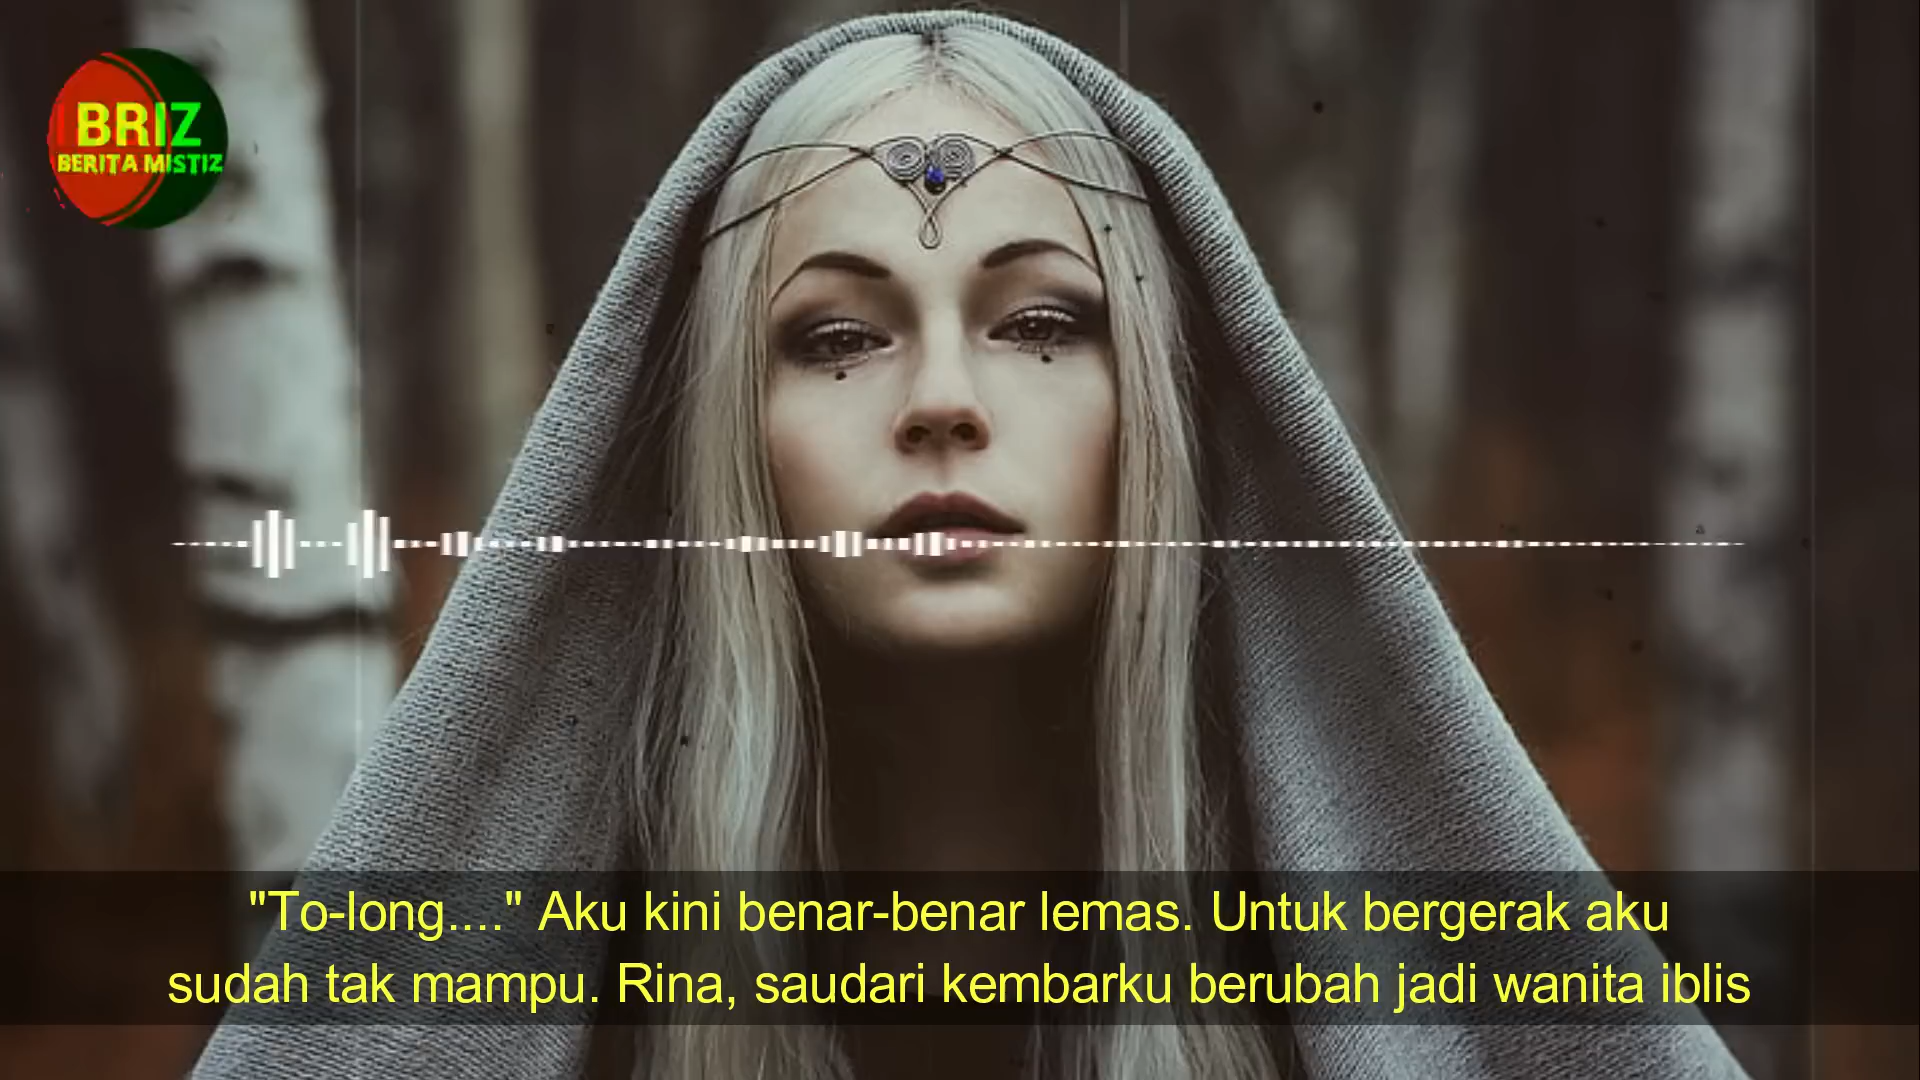 IBRIZ
BERITA MISTIZ
"To-long...." Aku kini benar-benar lemas. Untuk bergerak aku
sudah tak mampu. Rina, saudari kembarku berubah jadi wanita iblis